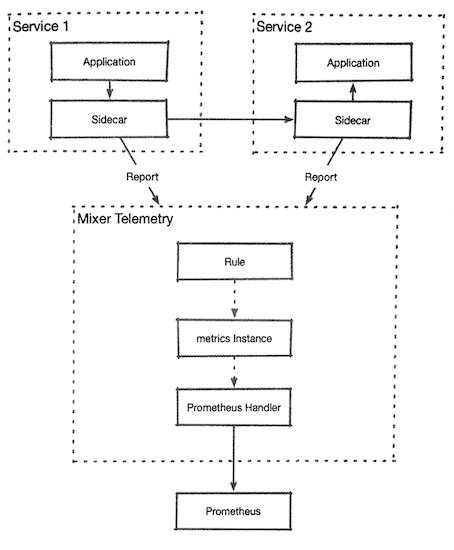 Service 1
Service 2
Application
Application
Sidecar
Sidecar
Report
Report
Mixer Telemetry
Rule
metrics Instance
Prometheus Handler
Prometheus